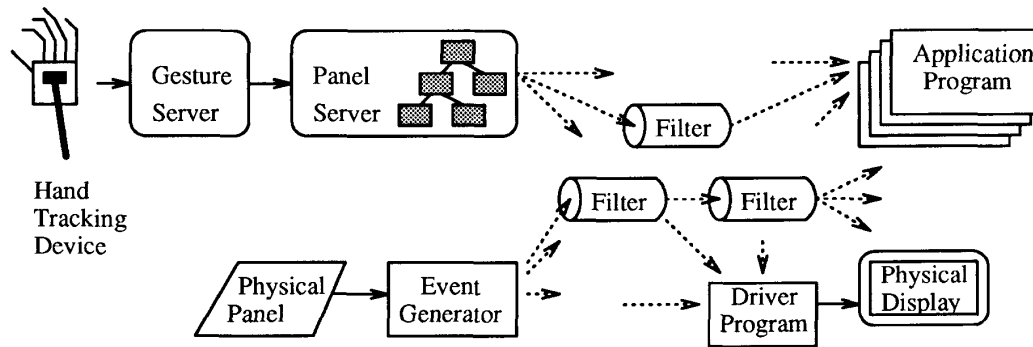 Gesture
Server
Panel
Server
Filter
Application
Program
Hand
Tracking
Device
Filter
Filter
Physical
Panel
Event
Generator
Driver
Program
Physical
Display